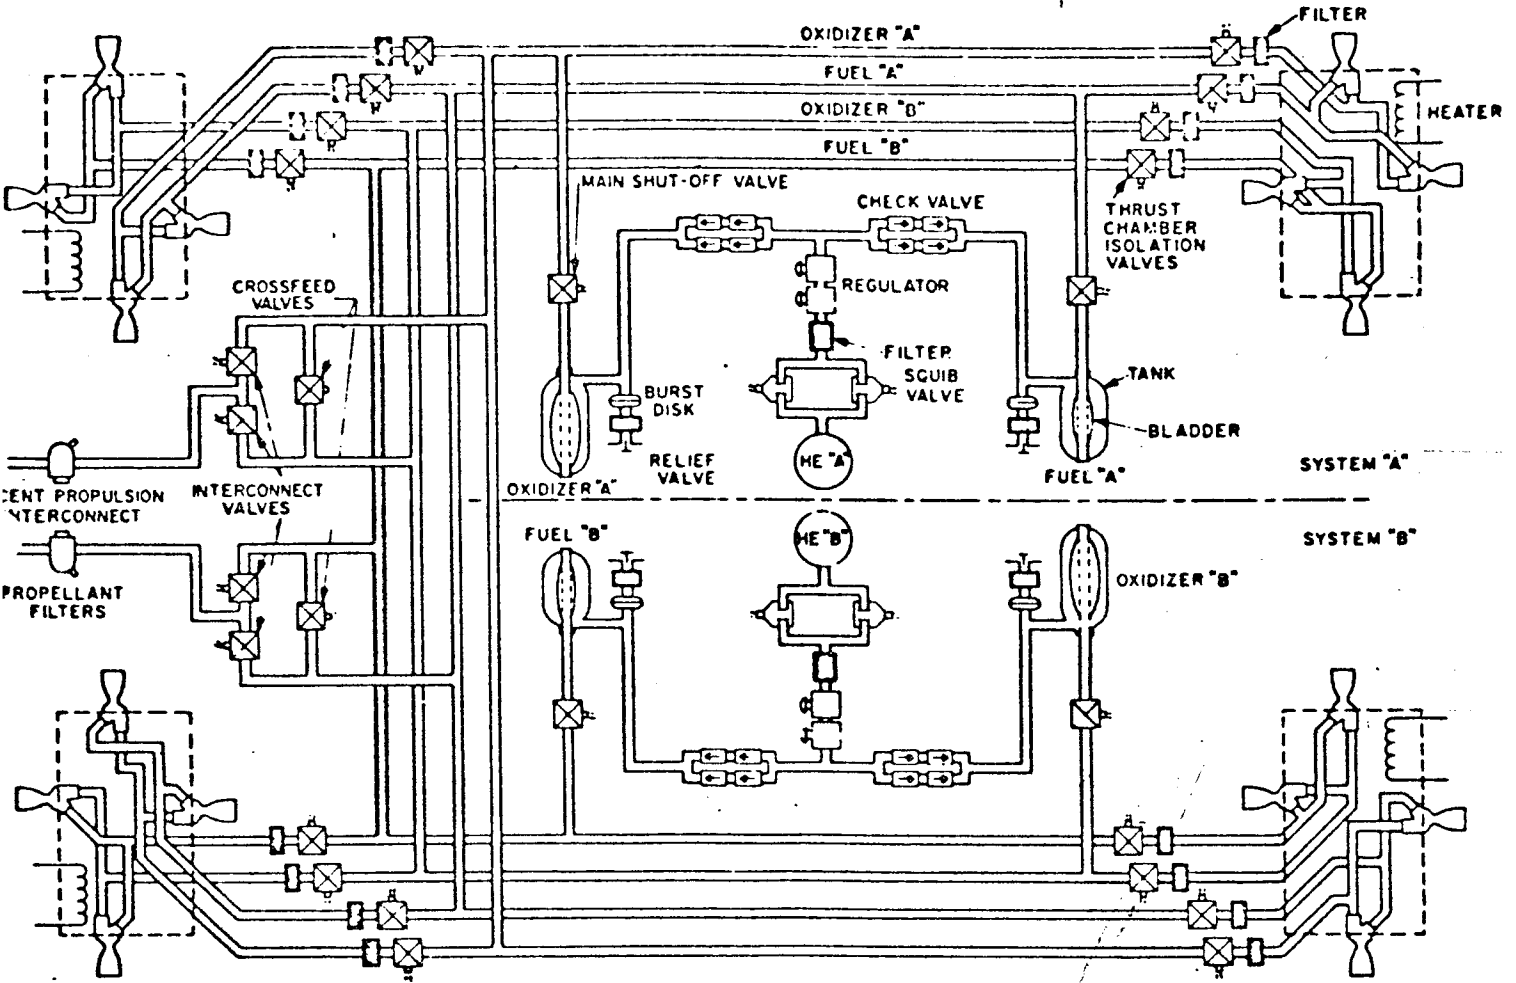 FILTER
OXIDIZER "A"
FUEL "A"
OXIDIZER "B"
FUEL "B"
HEATER
MAIN SHUT-OFF VALVE
CHECK VALVE
THRUST
CHAMBER
ISOLATION
VALVES
CROSSFEED
VALVES
REGULATOR
FILTER
SQUIB
VALVE
TANK
BURST
DISK
BLADDER
RELIEF
VALVE
HE "A"
FUEL "A"
SYSTEM "A"
OXIDIZER "A"
CENT PROPULSION
NTERCONNECT
INTERCONNECT
VALVES
FUEL "B"
HE "B"
SYSTEM "B"
OXIDIZER "B"
PROPELLANT
FILTERS